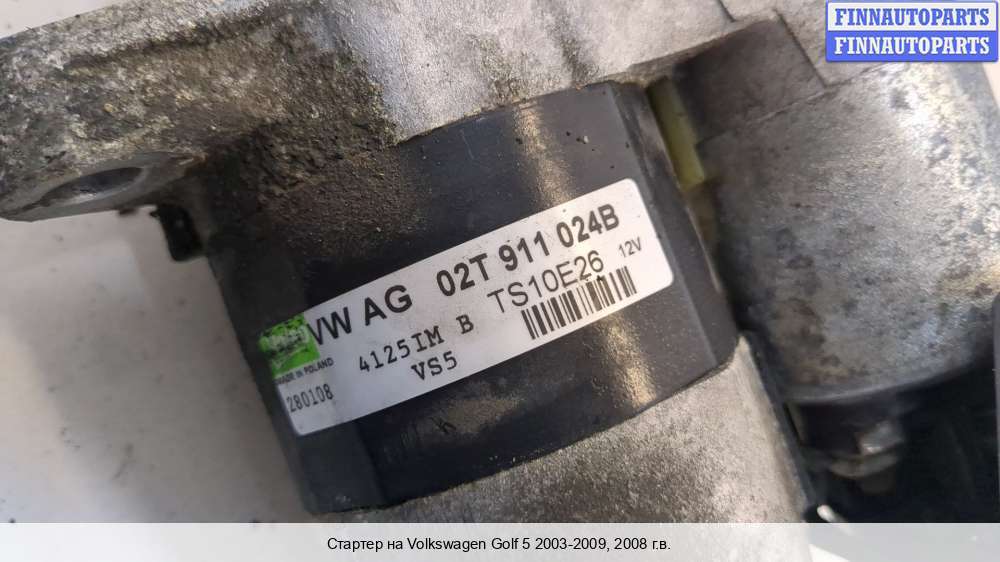 FINNAUTOPARTS
FINNAUTOPARTS
VW AG 02T 911 024B
4125IM B TS10E26 12V
MADE IN POLAND
VS5
280108
Стартер на Volkswagen Golf 5 2003-2009, 2008 г.в.